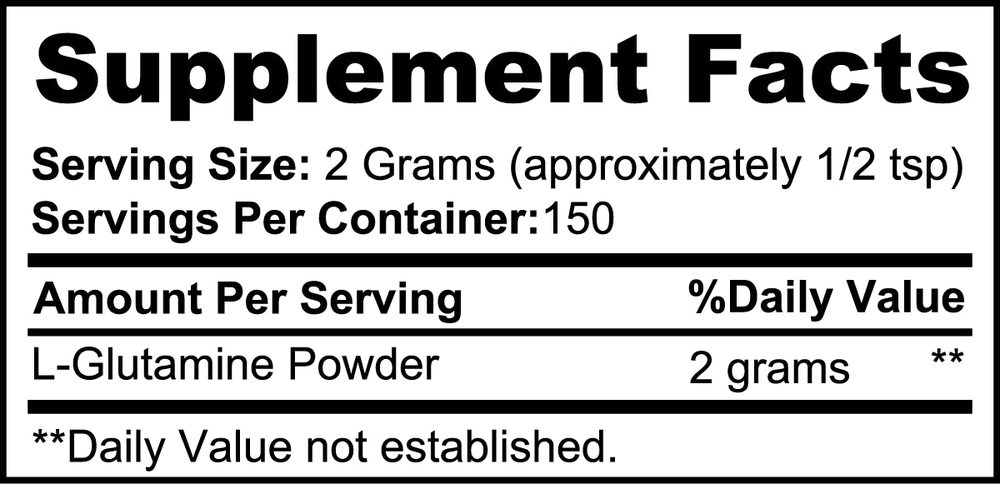 Supplement Facts
Serving Size: 2 Grams (approximately 1/2 tsp)
Servings Per Container:150
Amount Per Serving %Daily Value
L-Glutamine Powder 2 grams **
**Daily Value not established.